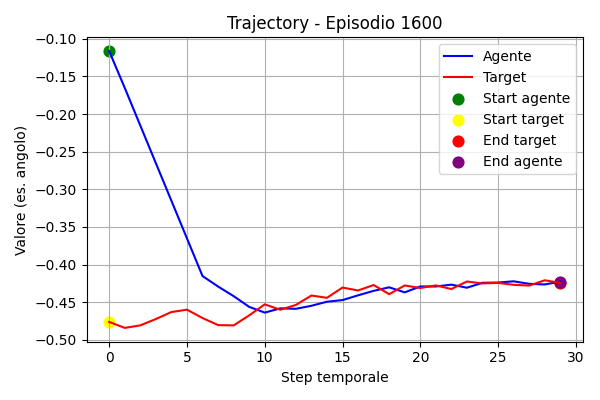 Trajectory - Episodio 1600
Valore (es. angolo)
−0.10
−0.15
−0.20
−0.25
−0.30
−0.35
−0.40
−0.45
−0.50
Agente
Target
Start agente
Start target
End target
End agente
0 5 10 15 20 25 30
Step temporale